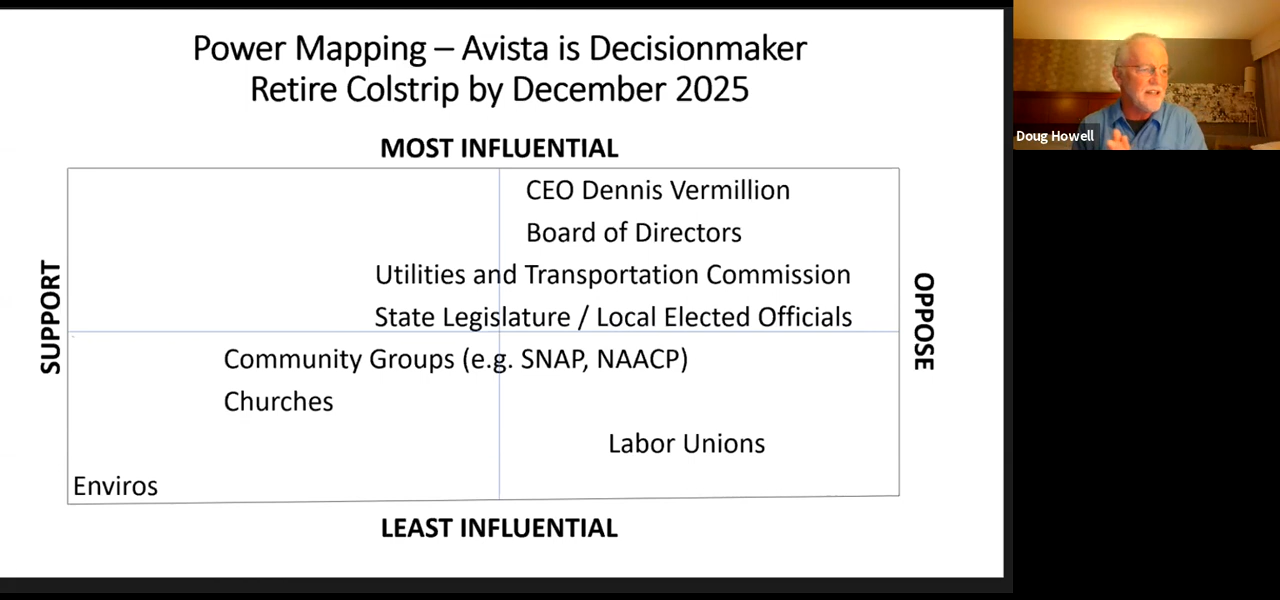 Power Mapping – Avista is Decisionmaker
Retire Colstrip by December 2025
MOST INFLUENTIAL
CEO Dennis Vermillion
Board of Directors
Utilities and Transportation Commission
State Legislature / Local Elected Officials
SUPPORT
OPPOSE
Community Groups (e.g. SNAP, NAACP)
Churches
Labor Unions
Enviros
LEAST INFLUENTIAL
Doug Howell